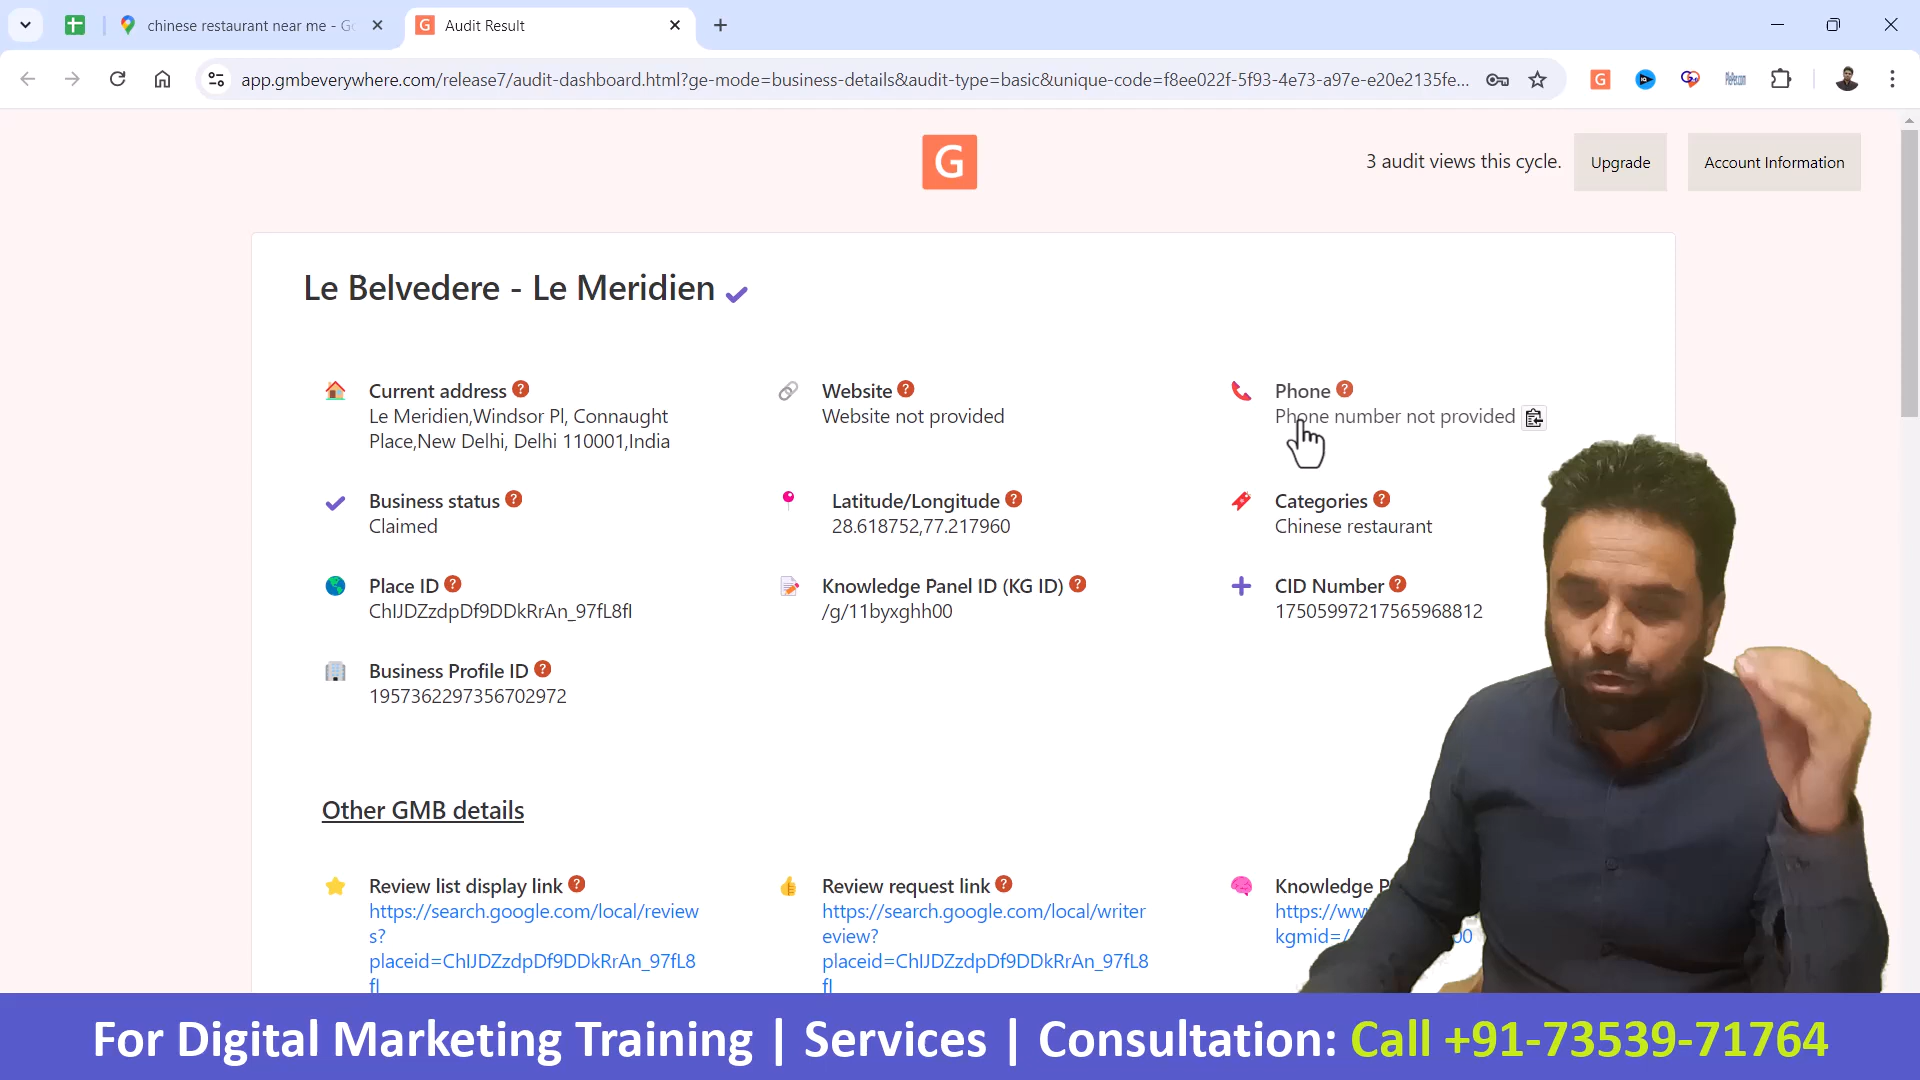 chinese restaurant near me - Go
G
Audit Result
app.gmbeverywhere.com/release7/audit-dashboard.html?ge-mode=business-details&audit-type=basic&unique-code=f8ee022f-5f93-4e73-a97e-e20e2135fe...
G
G
3 audit views this cycle.
Upgrade
Account Information
Le Belvedere - Le Meridien
Current address ?
Le Meridien,Windsor Pl, Connaught
Place,New Delhi, Delhi 110001,India
Website ?
Website not provided
Phone ?
Phone number not provided
Business status ?
Claimed
Latitude/Longitude ?
28.618752,77.217960
Categories ?
Chinese restaurant
Place ID ?
ChIJDZzdpDf9DDkRrAn_97fL8fI
Knowledge Panel ID (KG ID) ?
/g/11byxghh00
CID Number ?
17505997217565968812
Business Profile ID ?
1957362297356702972
Other GMB details
Review list display link ?
https://search.google.com/local/review
s?
placeid=ChIJDZzdpDf9DDkRrAn_97fL8
fI
Review request link ?
https://search.google.com/local/writer
eview?
placeid=ChIJDZzdpDf9DDkRrAn_97fL8
fI
Knowledge P
https://ww
kgmid=/
00
For Digital Marketing Training | Services | Consultation: Call +91-73539-71764